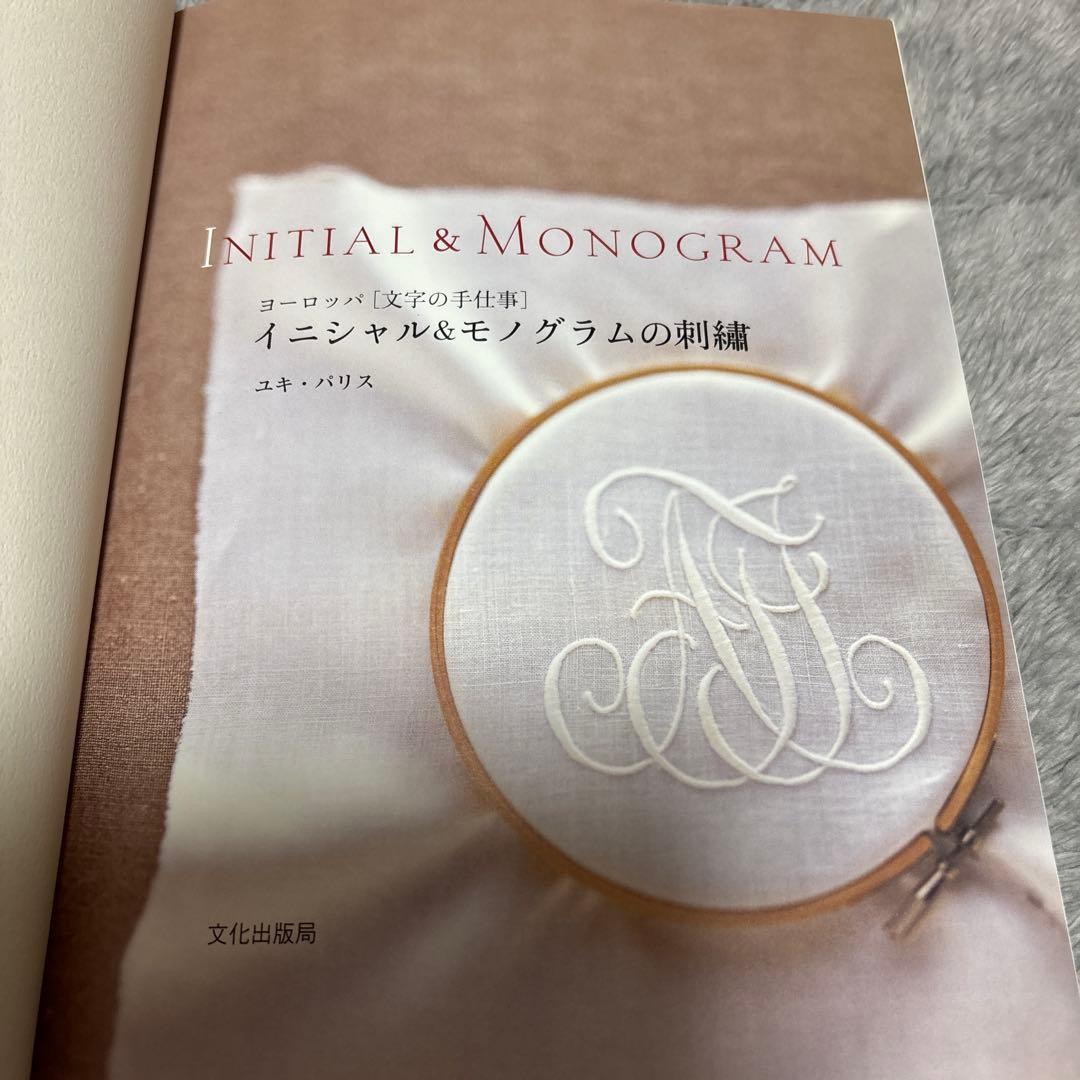 INITIAL & MONOGRAM
ヨーロッパ [文字の手仕事]
イニシャル&モノグラムの刺繡
ユキ・パリス
文化出版局